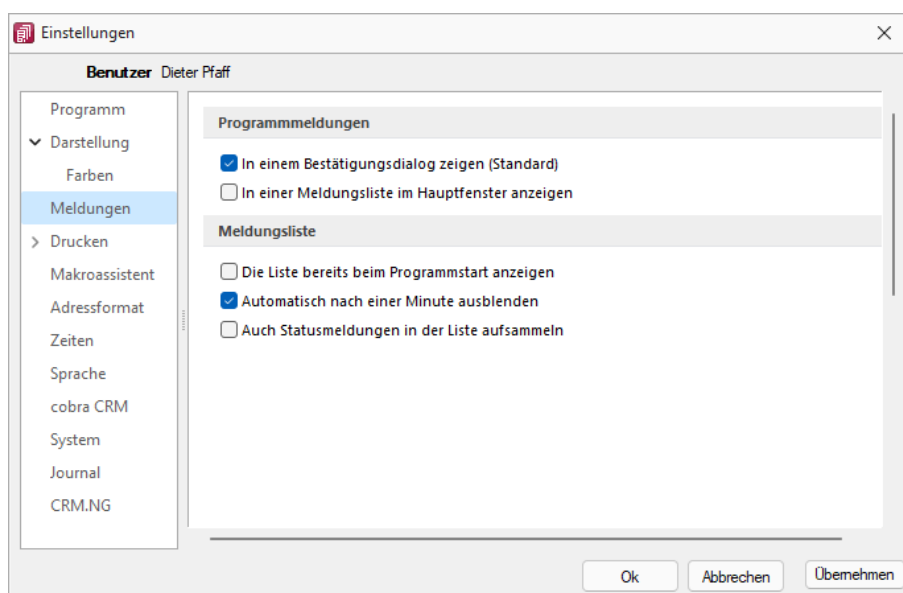 Einstellungen
Benutzer Dieter Pfaff
Programm
Darstellung
Farben
Meldungen
Drucken
Makroassistent
Adressformat
Zeiten
Sprache
cobra CRM
System
Journal
CRM.NG
Programmmeldungen
In einem Bestätigungsdialog zeigen (Standard)
In einer Meldungsliste im Hauptfenster anzeigen
Meldungsliste
Die Liste bereits beim Programmstart anzeigen
Automatisch nach einer Minute ausblenden
Auch Statusmeldungen in der Liste aufsammeln
Ok Abbrechen Übernehmen